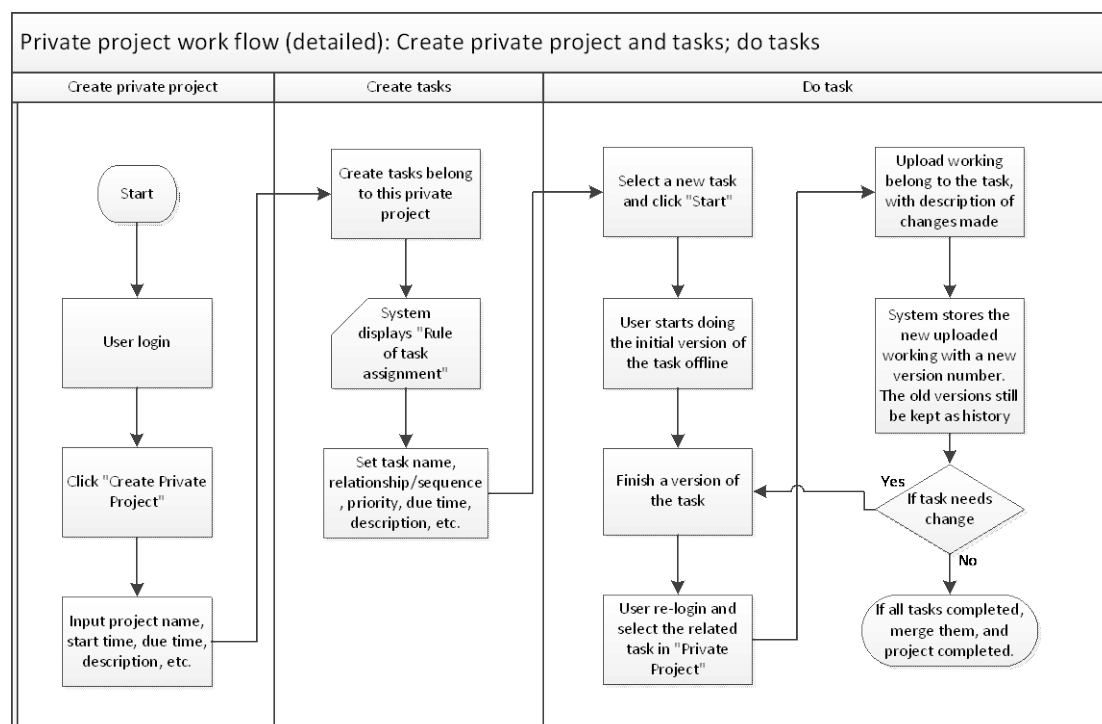 Private project work flow (detailed): Create private project and tasks; do tasks
Create private project
Create tasks
Do task
Start
User login
Click "Create Private
Project"
Input project name,
start time, due time,
description, etc.
Create tasks belong
to this private
project
System
displays "Rule
of task
assignment"
Set task name,
relationship/sequence
, priority, due time,
description, etc.
Select a new task
and click "Start"
User starts doing
the initial version of
the task offline
Finish a version of
the task
User re-login and
select the related
task in "Private
Project"
Upload working
belong to the task,
with description of
changes made
System stores the
new uploaded
working with a new
version number.
The old versions still
be kept as history
Yes
If task needs
change
No
If all tasks completed,
merge them, and
project completed.